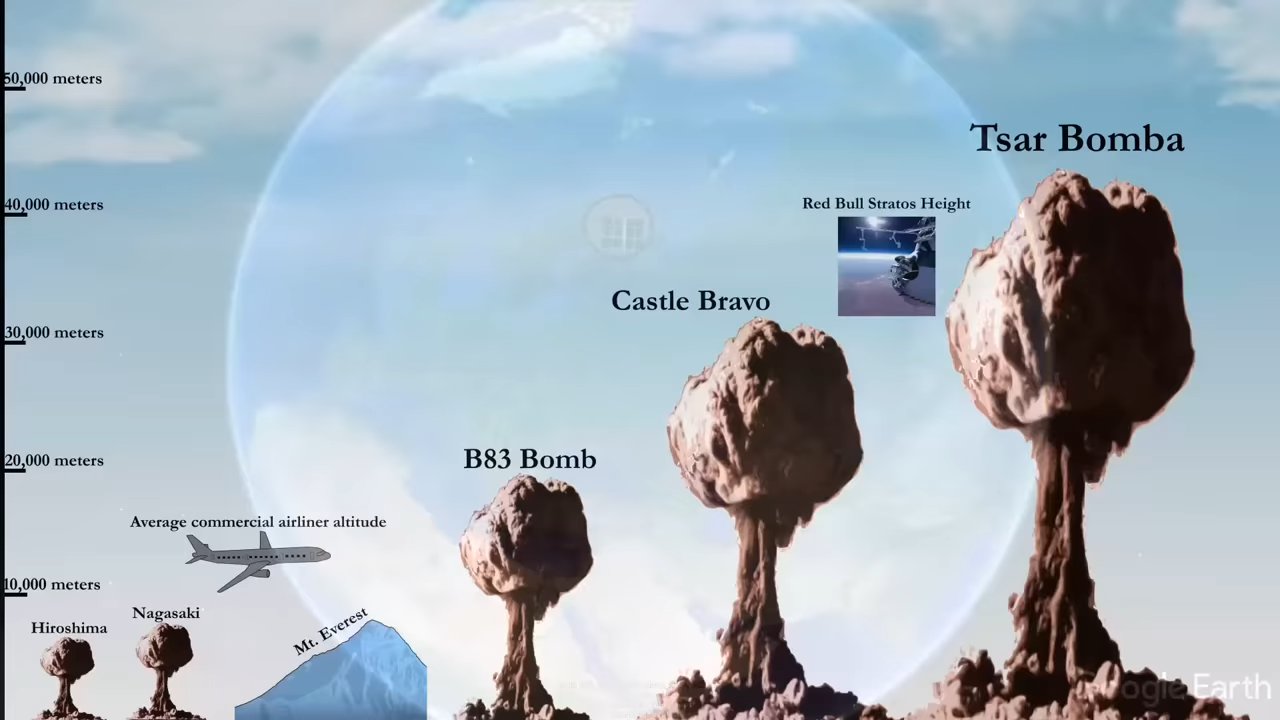 50,000 meters
Tsar Bomba
40,000 meters
Red Bull Stratos Height
Castle Bravo
30,000 meters
20,000 meters
B83 Bomb
Average commercial airliner altitude
10,000 meters
Nagasaki
Hiroshima
Mt. Everest
Google Earth